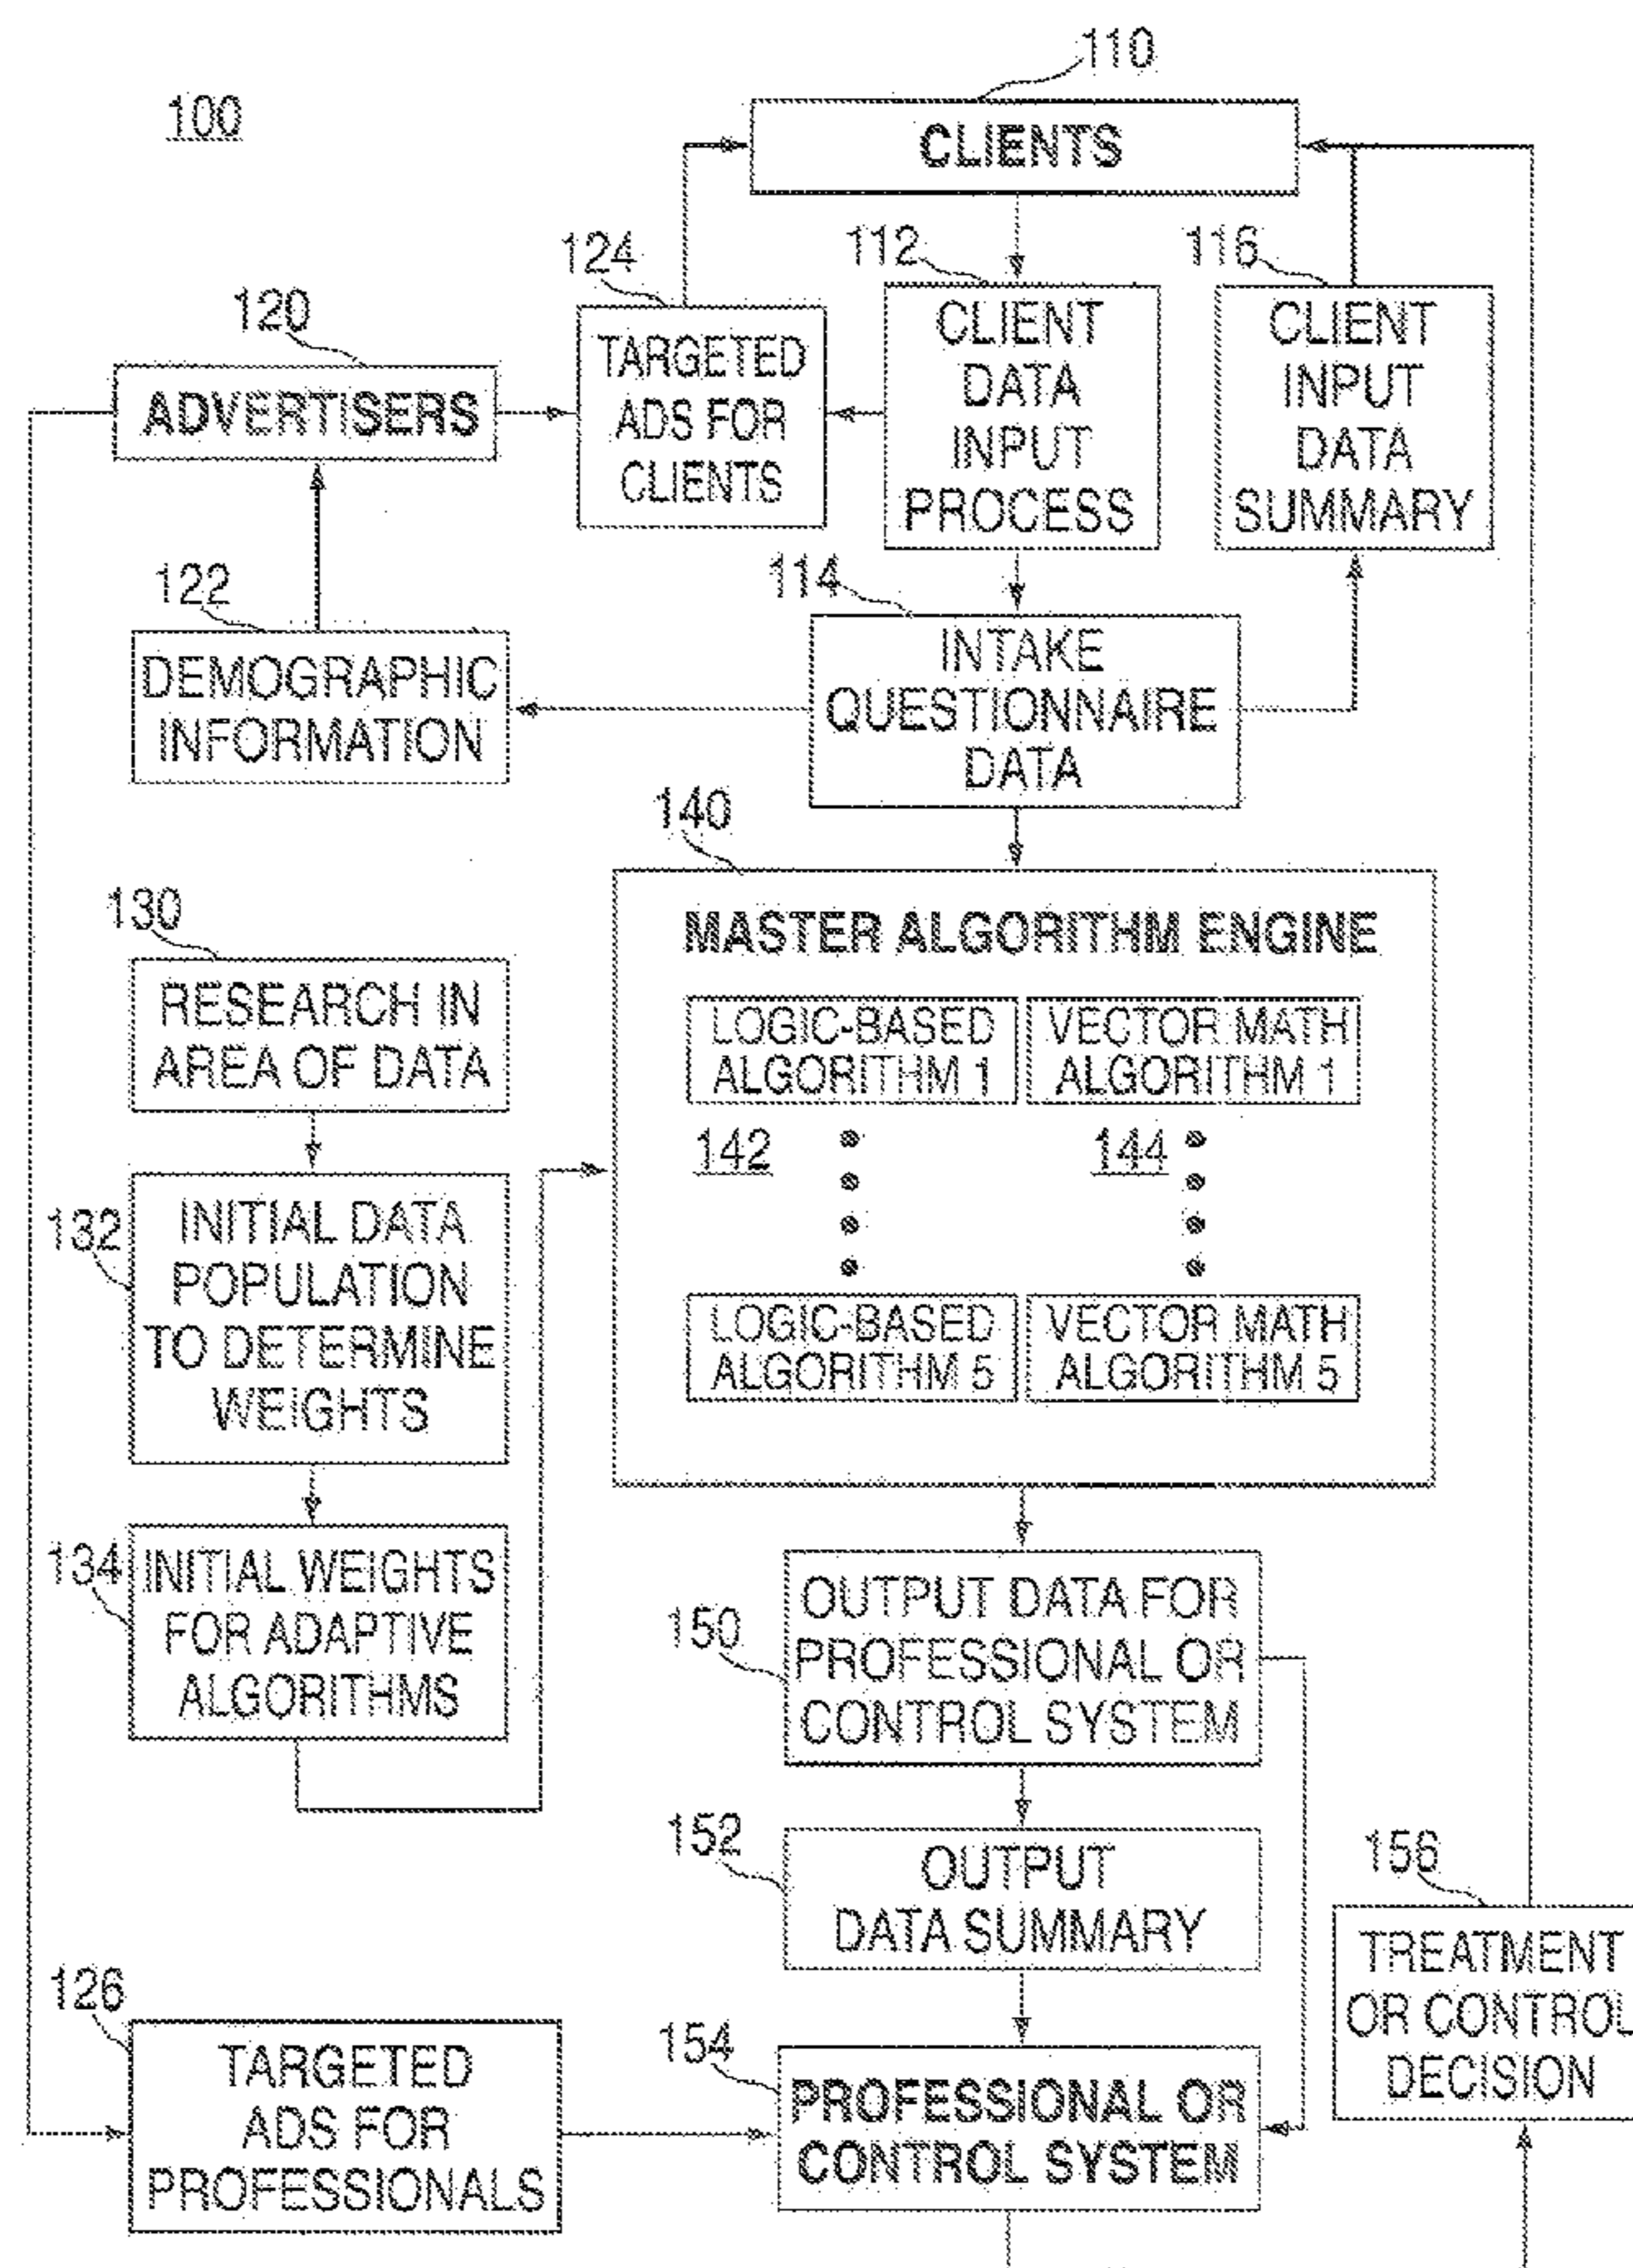 110
100
CLIENTS
124
112
116
120
TARGETED
ADS FOR
CLIENTS
CLIENT
DATA
INPUT
PROCESS
CLIENT
INPUT
DATA
SUMMARY
ADVERTISERS
122
114
DEMOGRAPHIC
INFORMATION
INTAKE
QUESTIONNAIRE
DATA
140
130
MASTER ALGORITHM ENGINE
RESEARCH IN
AREA OF DATA
LOGIC-BASED
ALGORITHM 1
VECTOR MATH
ALGORITHM 1
142
144
132
INITIAL DATA
POPULATION
TO DETERMINE
WEIGHTS
LOGIC-BASED
ALGORITHM 5
VECTOR MATH
ALGORITHM 5
134
INITIAL WEIGHTS
FOR ADAPTIVE
ALGORITHMS
150
OUTPUT DATA FOR
PROFESSIONAL OR
CONTROL SYSTEM
152
OUTPUT
DATA SUMMARY
156
TREATMENT
OR CONTROL
DECISION
126
TARGETED
ADS FOR
PROFESSIONALS
154
PROFESSIONAL OR
CONTROL SYSTEM